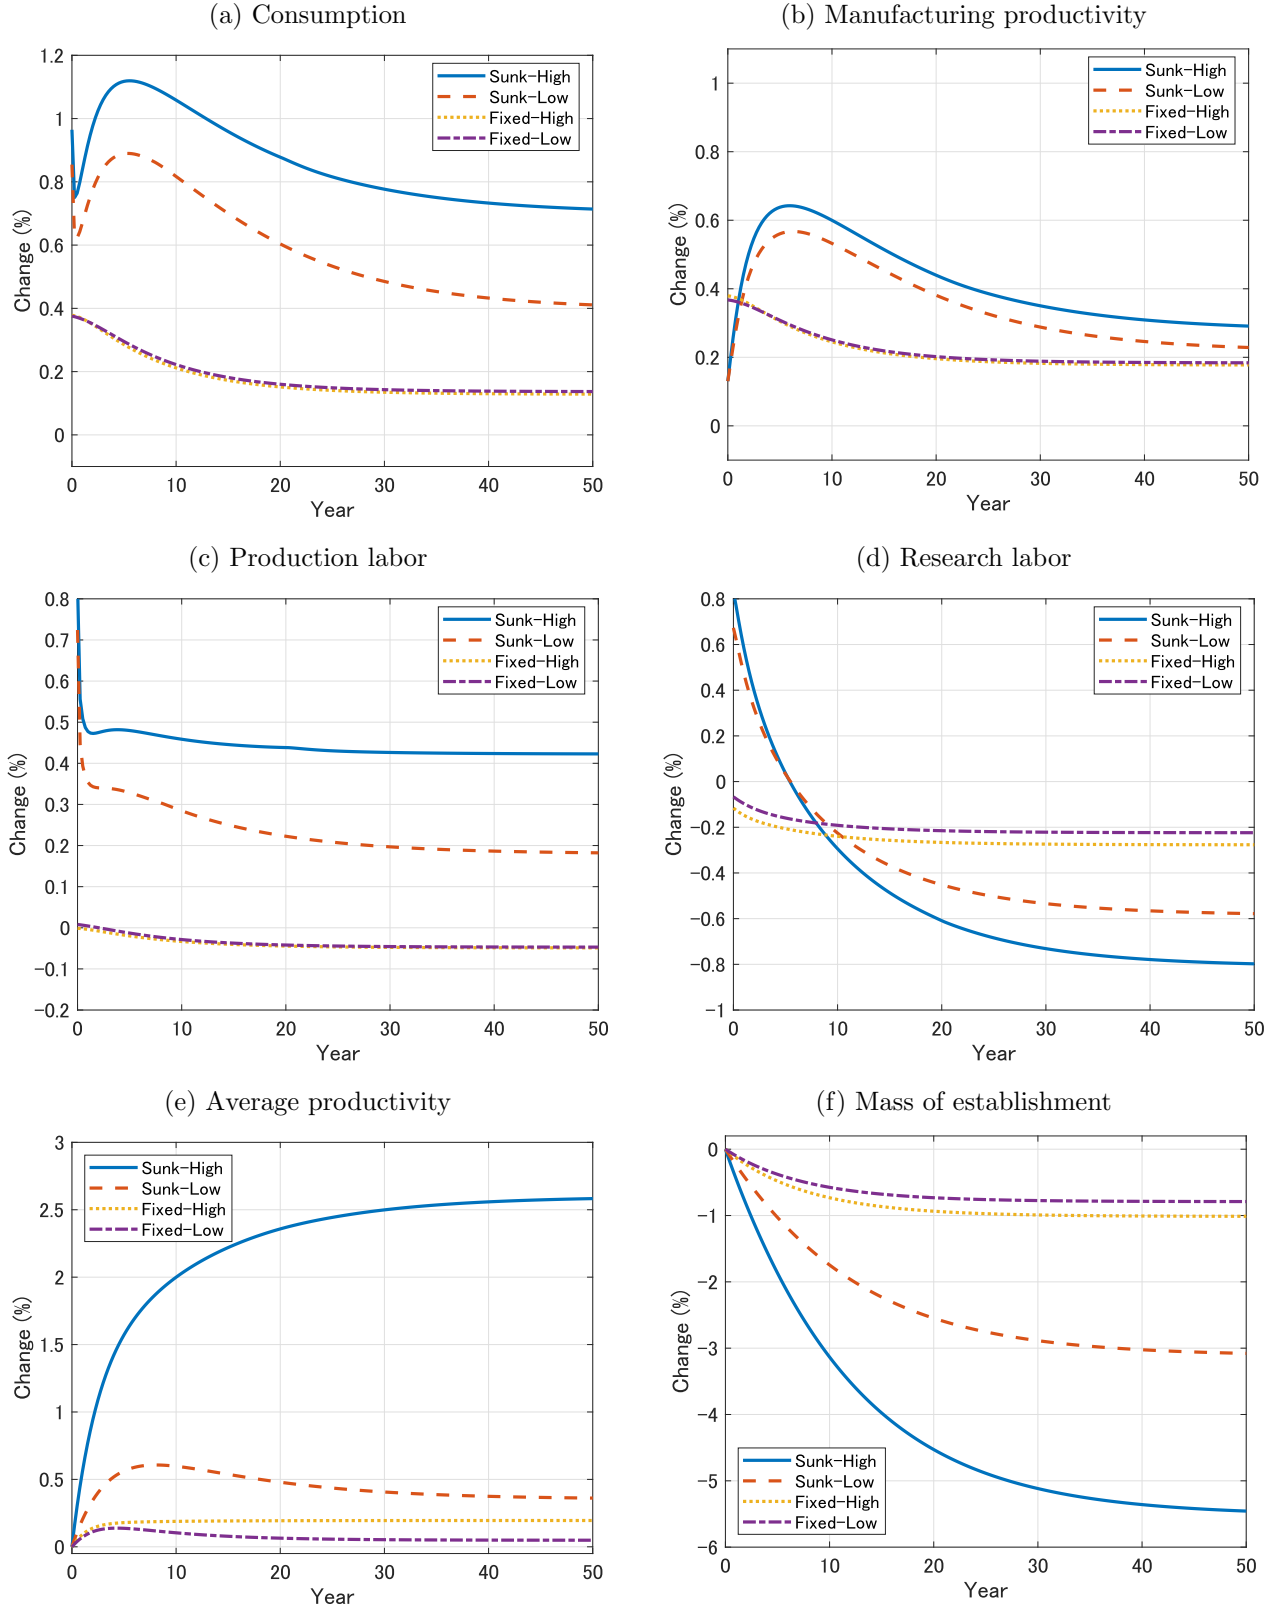 (a) Consumption
1.2
1
0.8
0.6
0.4
0.2
0
Change (%)
0 10 20 30 40 50
Year
Sunk-High
Sunk-Low
Fixed-High
Fixed-Low
(b) Manufacturing productivity
1
0.8
0.6
0.4
0.2
0
Change (%)
0 10 20 30 40 50
Year
Sunk-High
Sunk-Low
Fixed-High
Fixed-Low
(c) Production labor
0.8
0.7
0.6
0.5
0.4
0.3
0.2
0.1
0
-0.1
-0.2
Change (%)
0 10 20 30 40 50
Year
Sunk-High
Sunk-Low
Fixed-High
Fixed-Low
(d) Research labor
0.8
0.6
0.4
0.2
0
-0.2
-0.4
-0.6
-0.8
-1
Change (%)
0 10 20 30 40 50
Year
Sunk-High
Sunk-Low
Fixed-High
Fixed-Low
(e) Average productivity
3
2.5
2
1.5
1
0.5
0
Change (%)
0 10 20 30 40 50
Year
Sunk-High
Sunk-Low
Fixed-High
Fixed-Low
(f) Mass of establishment
0
-1
-2
-3
-4
-5
-6
Change (%)
0 10 20 30 40 50
Year
Sunk-High
Sunk-Low
Fixed-High
Fixed-Low